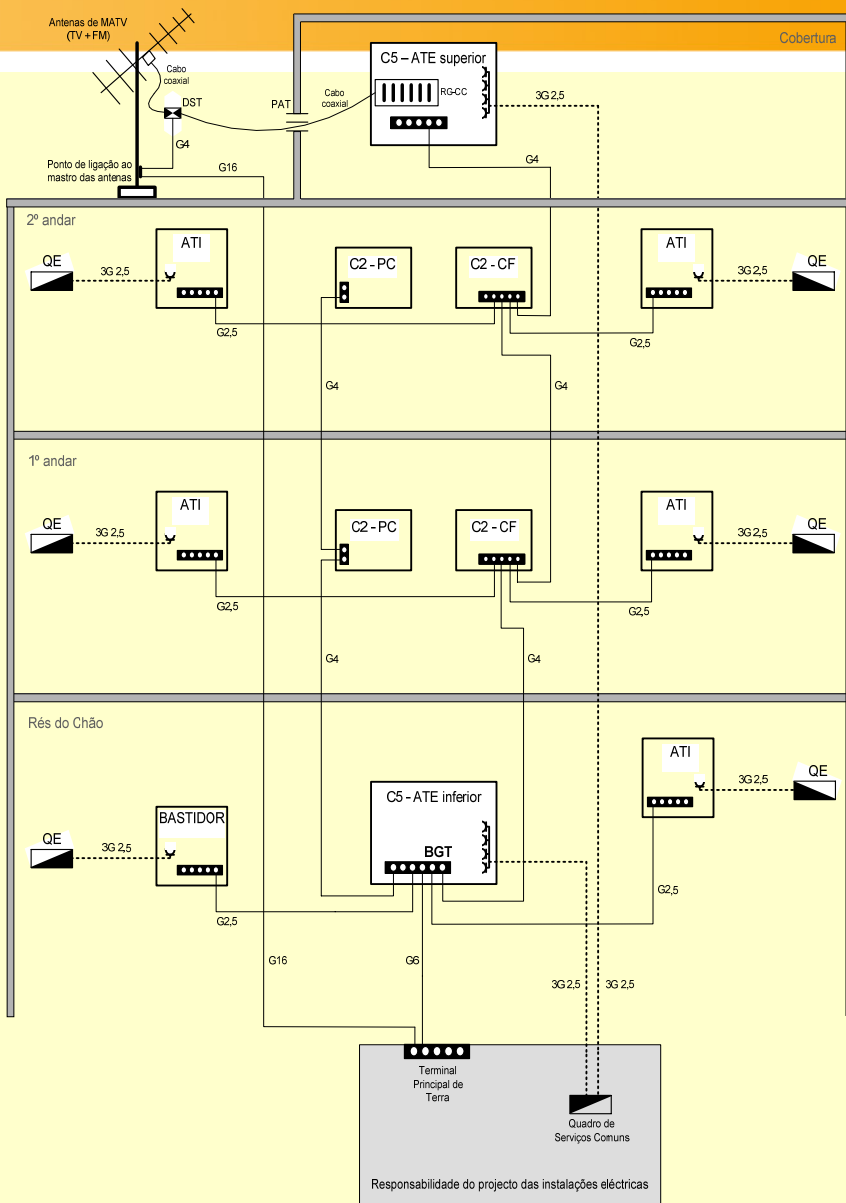 Antenas de MATV
(TV + FM)
Cobertura
C5 – ATE superior
Cabo
coaxial
RG-CC
Cabo
coaxial
3G 2,5
DST
PAT
G4
G4
Ponto de ligação ao
mastro das antenas
G16
2º andar
ATI
ATI
QE
3G 2,5
C2 - PC
C2 - CF
3G 2,5
QE
G2,5
G2,5
G4
G4
1º andar
ATI
ATI
QE
3G 2,5
C2 - PC
C2 - CF
3G 2,5
QE
G2,5
G2,5
G4
G4
Rés do Chão
ATI
QE
3G 2,5
C5 - ATE inferior
BASTIDOR
QE
3G 2,5
BGT
G2,5
G2,5
G16
G6
3G 2,5
3G 2,5
Terminal
Principal de
Terra
Quadro de
Serviços Comuns
Responsabilidade do projecto das instalações eléctricas